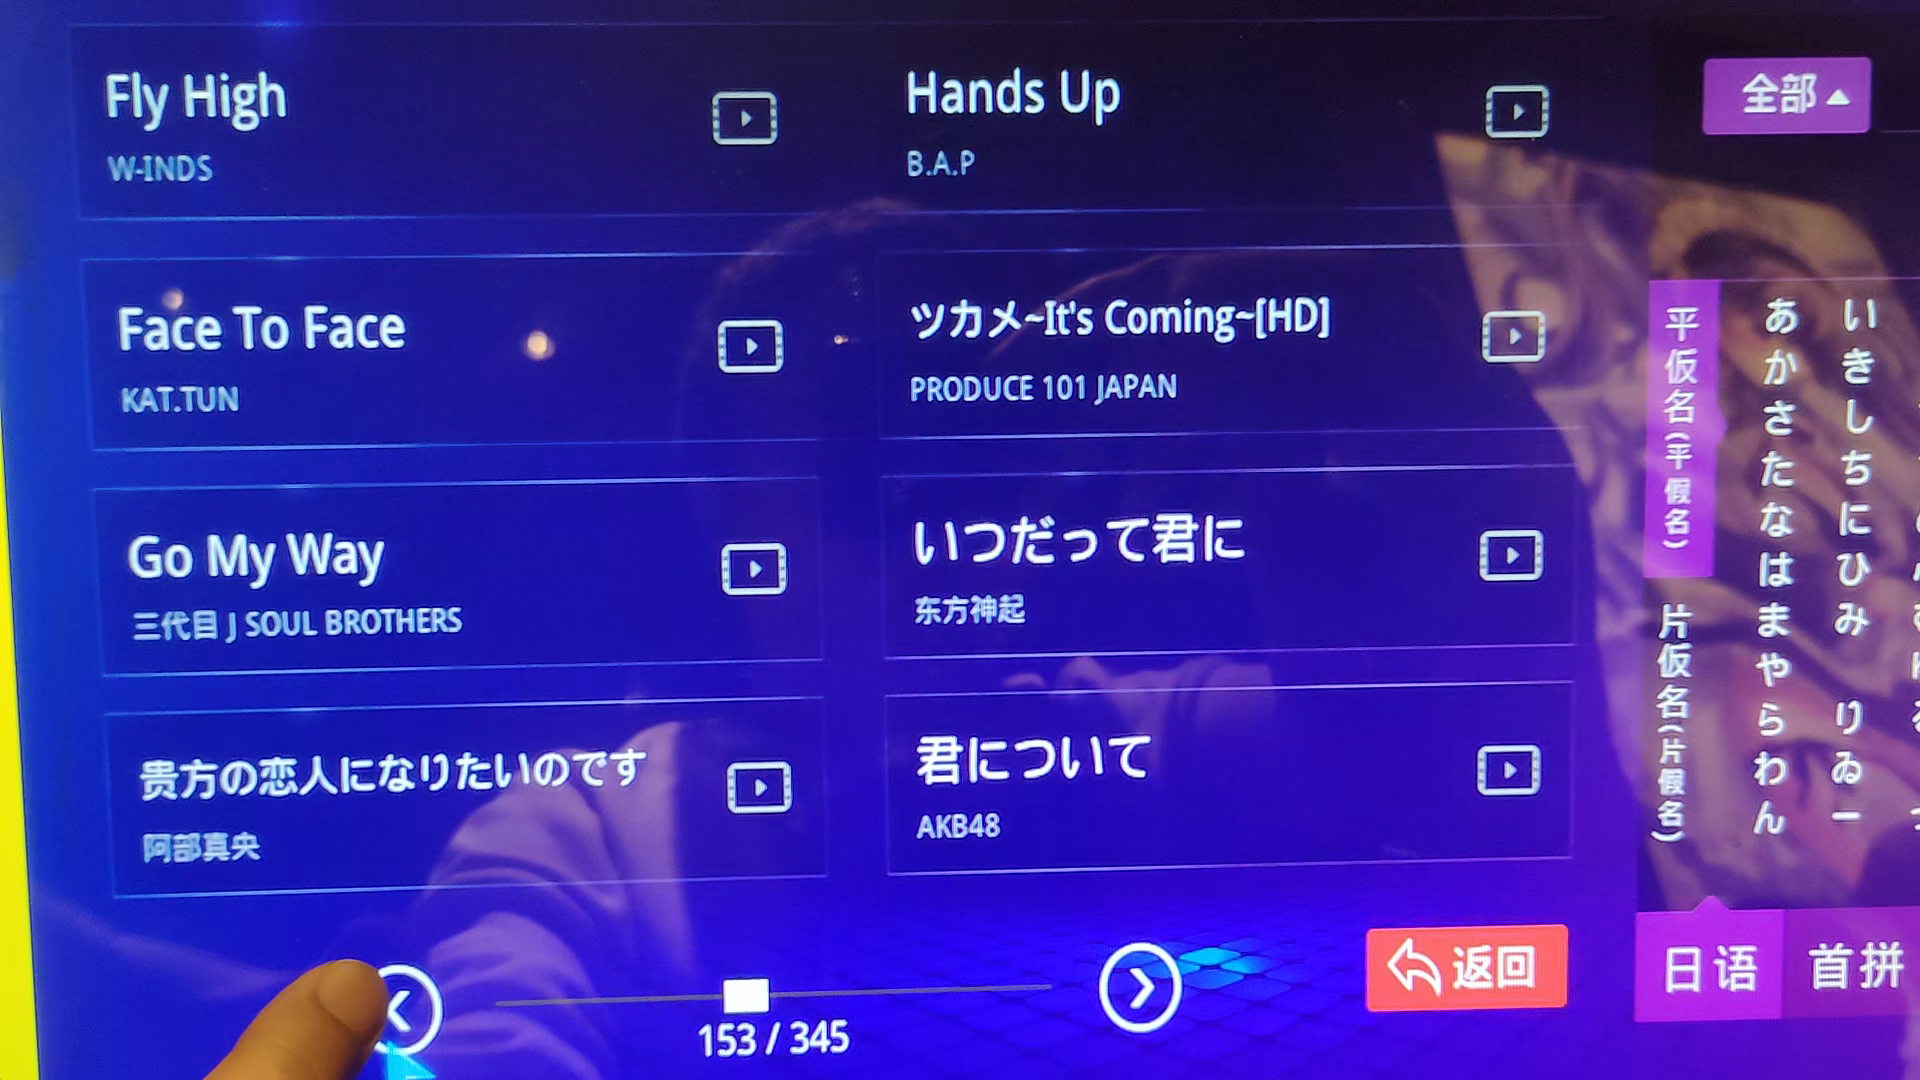 Fly High
W-INDS
Hands Up
B.A.P
Face To Face
KAT.TUN
ツカメ~It's Coming~[HD]
PRODUCE 101 JAPAN
Go My Way
三代目 J SOUL BROTHERS
いつだって君に
东方神起
贵方の恋人になりたいのです
阿部真央
君について
AKB48
153 / 345
返回
全部
平仮名(平假名)
片仮名(片假名)
あかさたなはまやらわん
いきしちにひみ りゐー
日语
首拼